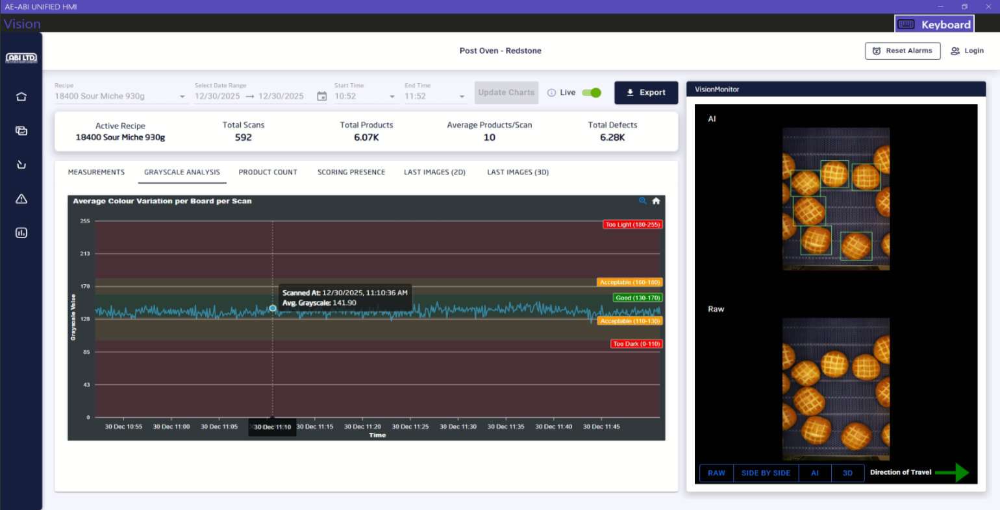 AE-ABI UNIFIED HMI
Vision
Keyboard
ABI LTD
Post Oven - Redstone
Reset Alarms
Login
Recipe
18400 Sour Miche 930g
Select Date Range
12/30/2025 → 12/30/2025
Start Time
10:52
End Time
11:52
Update Charts
Live
Export
Active Recipe
18400 Sour Miche 930g
Total Scans
592
Total Products
6.07K
Average Products/Scan
10
Total Defects
6.28K
MEASUREMENTS
GRAYSCALE ANALYSIS
PRODUCT COUNT
SCORING PRESENCE
LAST IMAGES (2D)
LAST IMAGES (3D)
Average Colour Variation per Board per Scan
255
213
170
128
85
43
0
Grayscale Value
Too Light (180-255)
Acceptable (160-180)
Good (130-170)
Acceptable (110-130)
Too Dark (0-110)
Scanned At: 12/30/2025, 11:10:36 AM
Avg. Grayscale: 141.90
30 Dec 10:55
30 Dec 11:00
30 Dec 11:05
30 Dec 11:10
30 Dec 11:15
30 Dec 11:20
30 Dec 11:25
30 Dec 11:30
30 Dec 11:35
30 Dec 11:40
30 Dec 11:45
Time
VisionMonitor
AI
Raw
RAW
SIDE BY SIDE
AI
3D
Direction of Travel